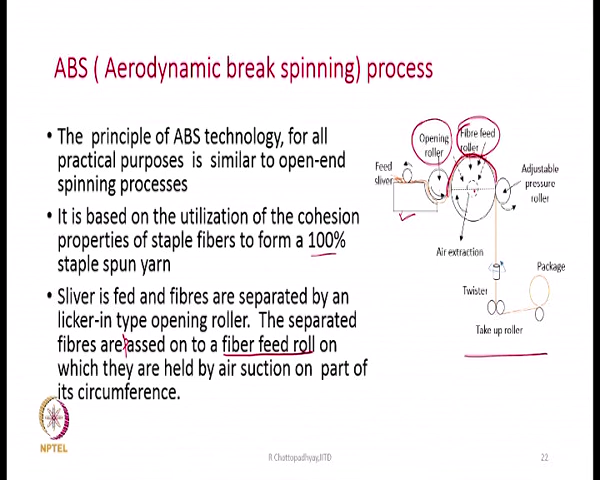 ABS ( Aerodynamic break spinning) process
• The principle of ABS technology, for all
practical purposes is similar to open-end
spinning processes
• It is based on the utilization of the cohesion
properties of staple fibers to form a 100%
staple spun yarn
• Sliver is fed and fibres are separated by an
licker-in type opening roller. The separated
fibres are assed on to a fiber feed roll on
which they are held by air suction on part of
its circumference.
Opening
roller
Fibre feed
roller
Feed
sliver
Adjustable
pressure
roller
Air extraction
Package
Twister
Take up roller
NPTEL
R Chottopadhyay,IITD
22